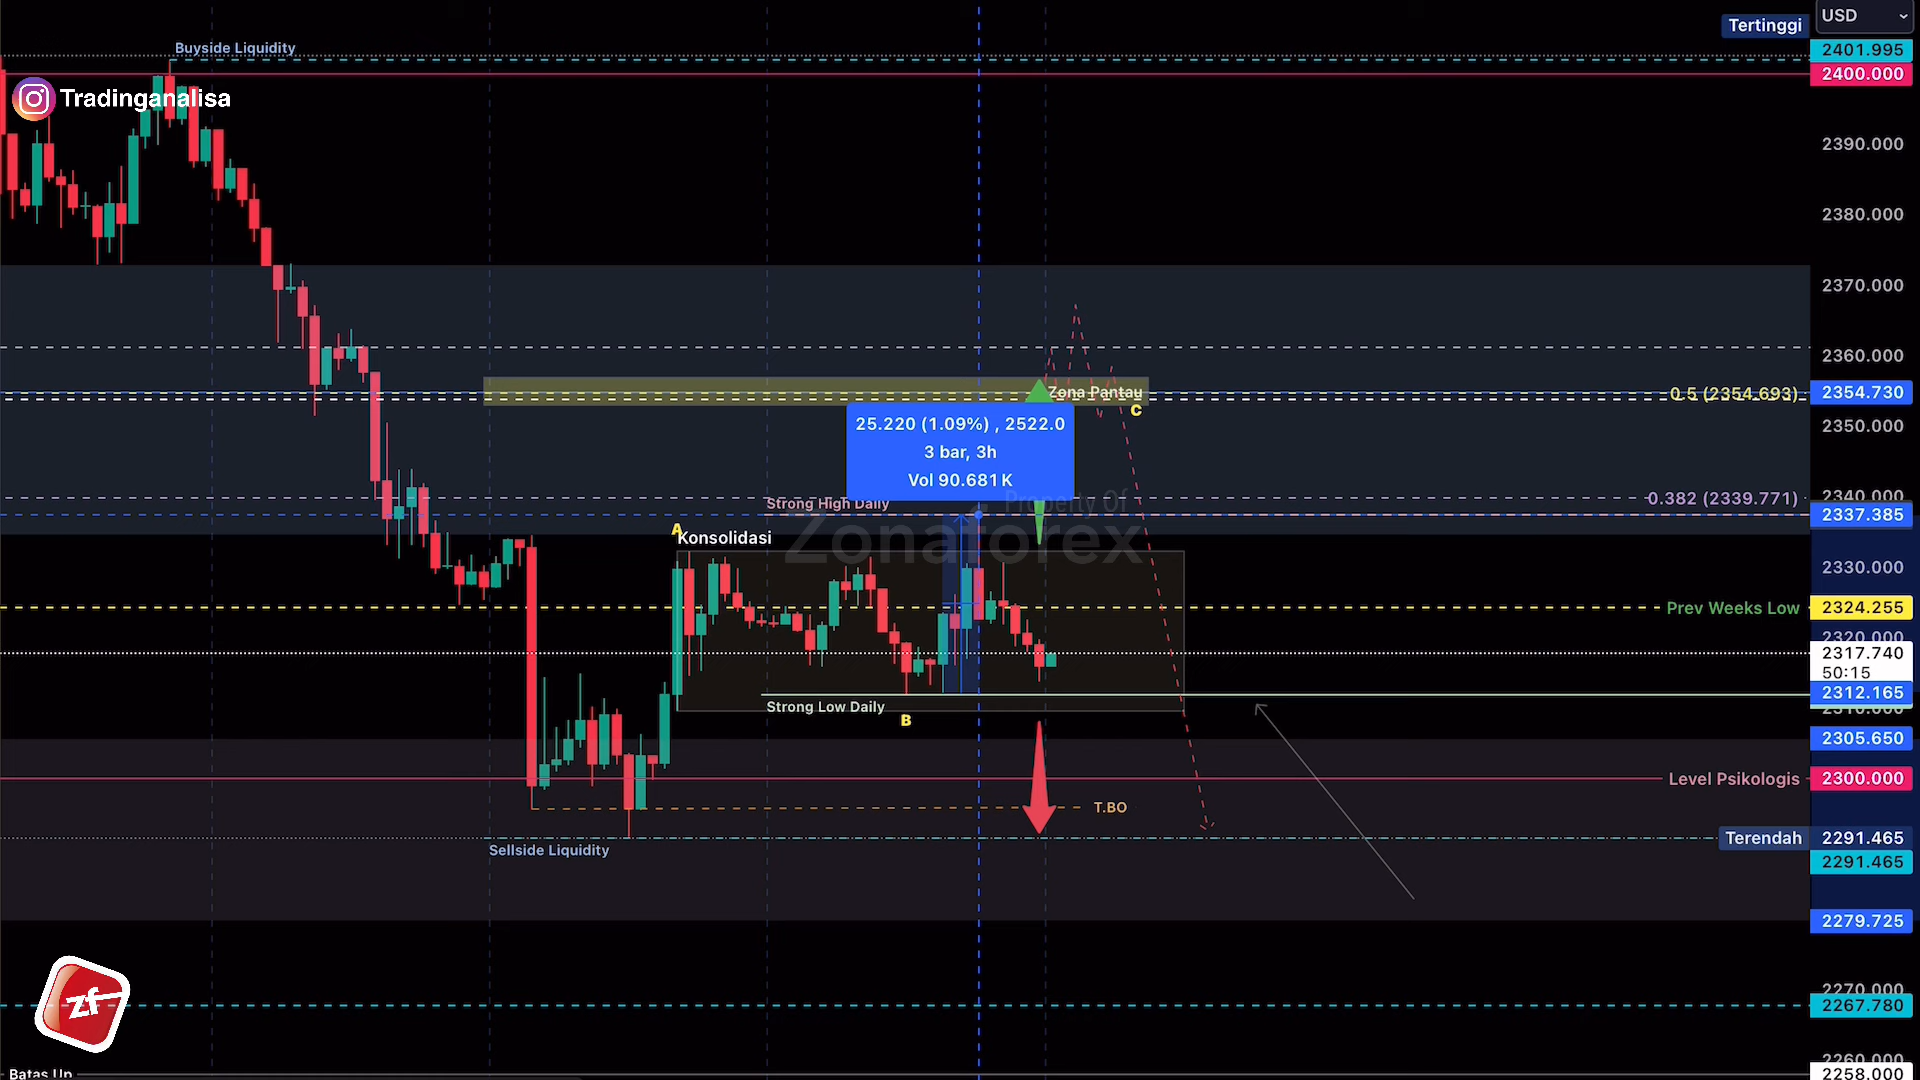 Buyside Liquidity
Tertinggi
USD
2401.995
2400.000
Tradinganalisa
2390.000
2380.000
2370.000
2360.000
Zona Pantau
0.5 (2354.693)
2354.730
C
25.220 (1.09%) , 2522.0
3 bar, 3h
Vol 90.681 K
2350.000
Strong High Daily
Property Of
Zonaforex
0.382 (2339.771)
2340.000
2337.385
A
Konsolidasi
2330.000
Prev Weeks Low
2324.255
2320.000
2317.740
50:15
2312.165
2310.000
Strong Low Daily
B
2305.650
Level Psikologis
2300.000
T.BO
Terendah
2291.465
2291.465
Sellside Liquidity
2279.725
zf
2270.000
2267.780
2260.000
Batas Up
2258.000